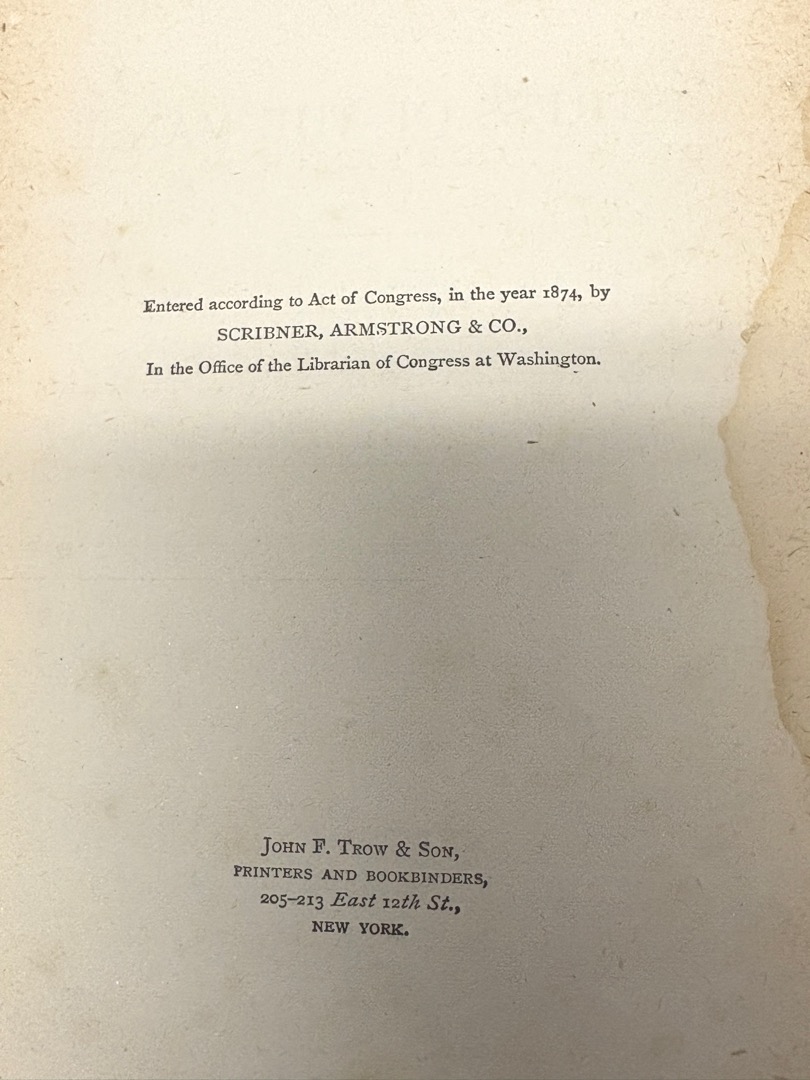 Entered according to Act of Congress, in the year 1874, by
SCRIBNER, ARMSTRONG & CO.,
In the Office of the Librarian of Congress at Washington.
JOHN F. TROW & SON,
PRINTERS AND BOOKBINDERS,
205–213 East 12th St.,
NEW YORK.